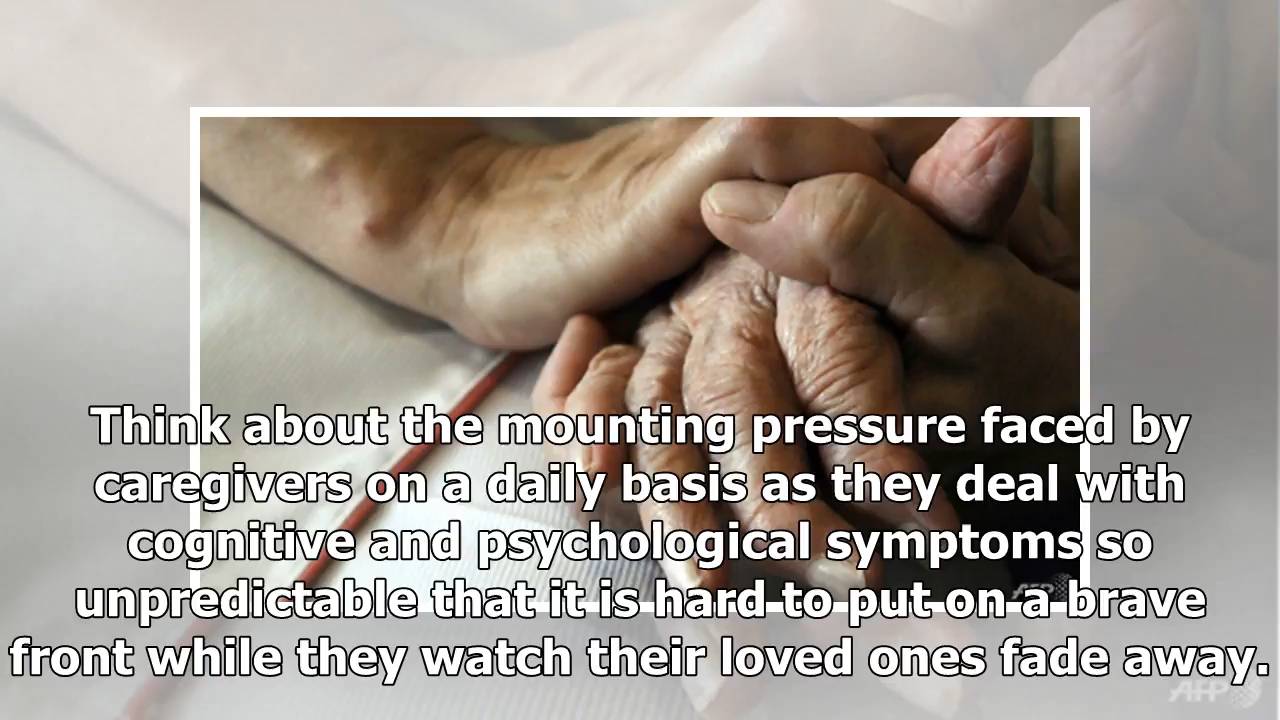 Think about the mounting pressure faced by
caregivers on a daily basis as they deal with
cognitive and psychological symptoms so
unpredictable that it is hard to put on a brave
front while they watch their loved ones fade away.
AFP
AFP